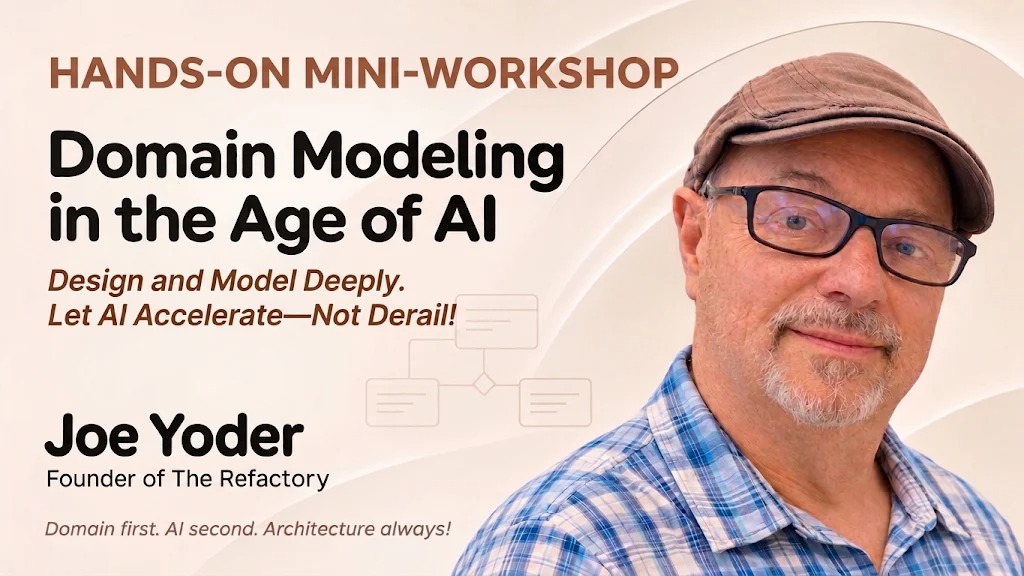 HANDS-ON MINI-WORKSHOP
Domain Modeling
in the Age of AI
Design and Model Deeply.
Let AI Accelerate—Not Derail!
Joe Yoder
Founder of The Refactory
Domain first. AI second. Architecture always!